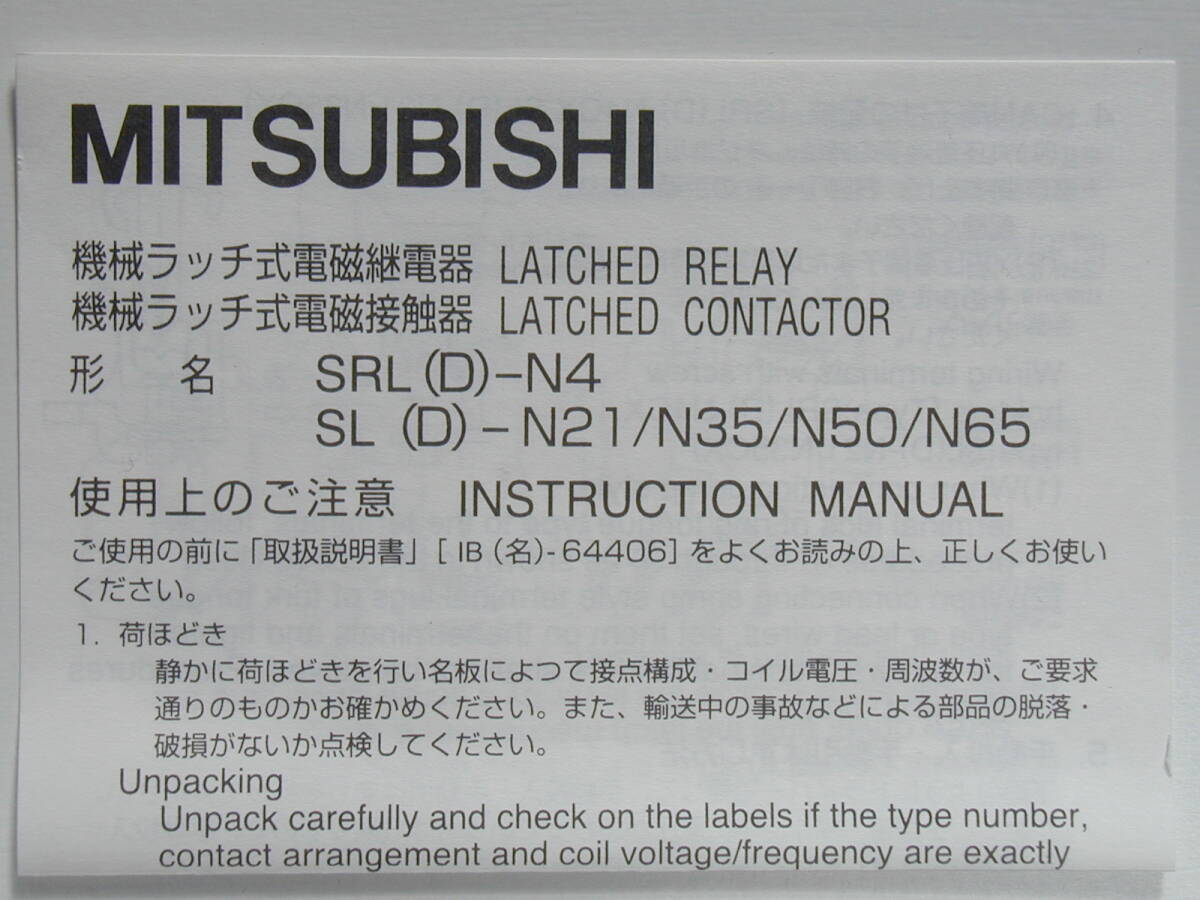 MITSUBISHI
機械ラッチ式電磁継電器 LATCHED RELAY
機械ラッチ式電磁接触器 LATCHED CONTACTOR
形 名 SRL(D)-N4
SL (D)-N21/N35/N50/N65
使用上のご注意 INSTRUCTION MANUAL
ご使用の前に「取扱説明書」[IB(名)-64406]をよくお読みの上、正しくお使い
ください。
1. 荷ほどき
静かに荷ほどきを行い名板によつて接点構成・コイル電圧・周波数が、ご要求
通りのものかお確かめください。また、輸送中の事故などによる部品の脱落・
破損がないか点検してください。
Unpacking
Unpack carefully and check on the labels if the type number,
contact arrangement and coil voltage/frequency are exactly